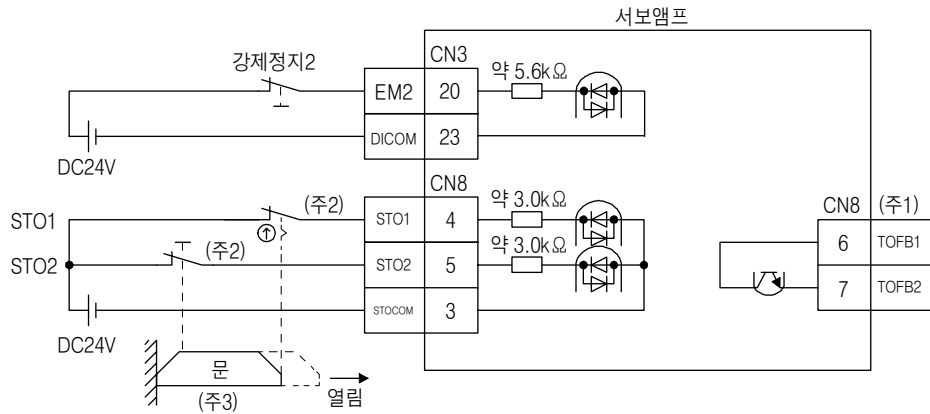 서보앰프
CN3
강제정지2
약 5.6kΩ
EM2 20
DICOM 23
DC24V
CN8
STO1 (주2) STO1 4 약 3.0kΩ
CN8 (주1)
STO2 (주2) STO2 5 약 3.0kΩ
6 TOFB1
7 TOFB2
STOCOM 3
DC24V
문
(주3)
열림